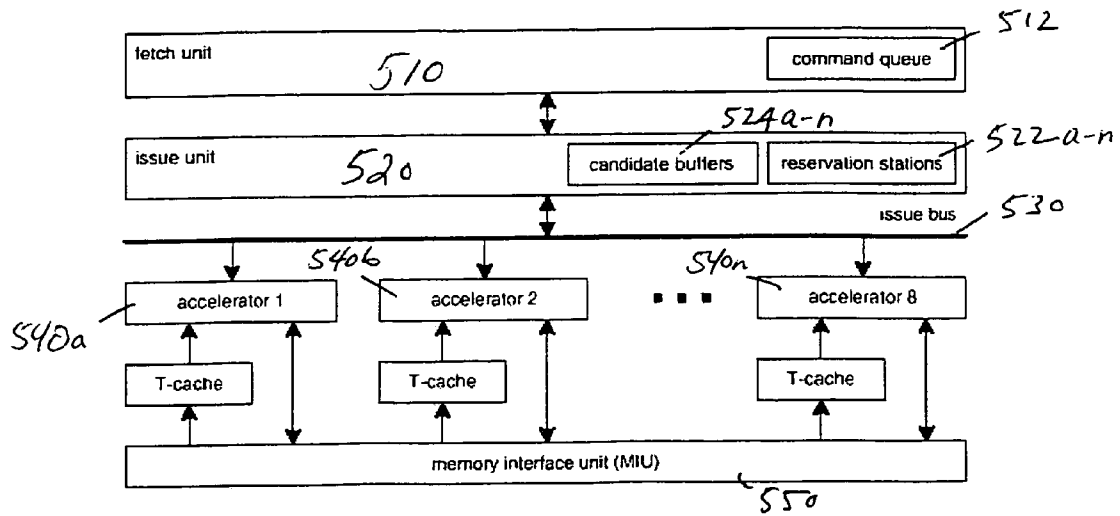 512
fetch unit
510
command queue
524a-n
522a-n
issue unit
520
candidate buffers
reservation stations
issue bus
530
540b
540n
accelerator 1
accelerator 2
accelerator 8
540a
T-cache
T-cache
T-cache
memory interface unit (MIU)
550